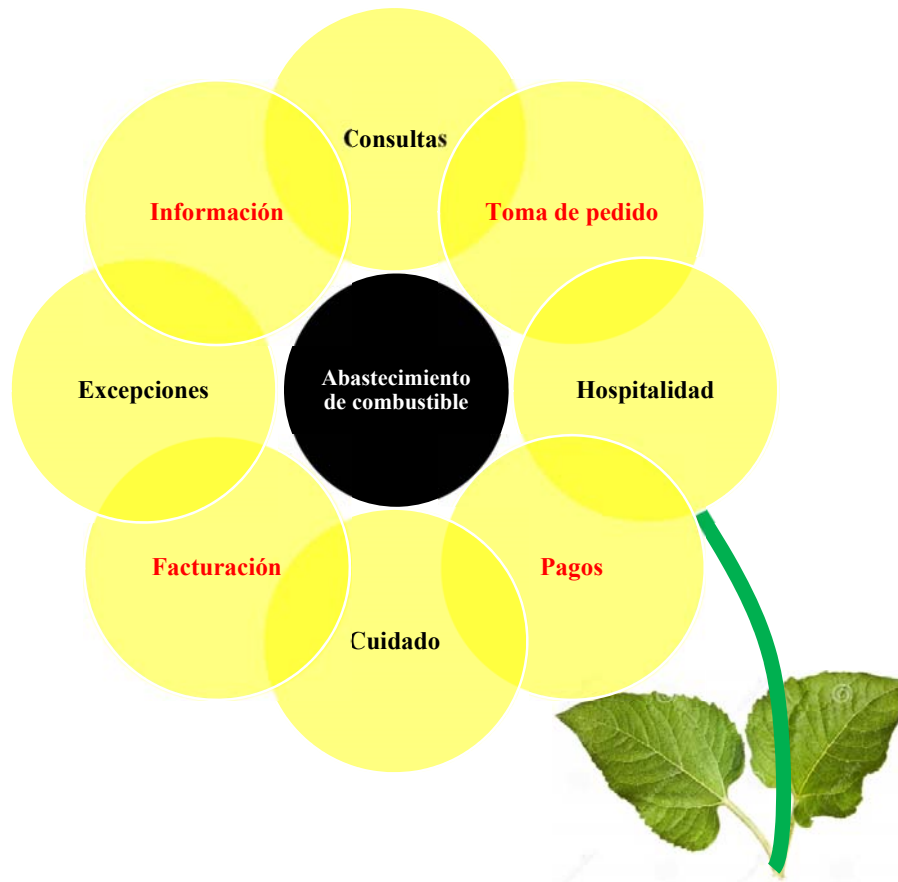 Consultas
Información
Toma de pedido
Excepciones
Abastecimiento
de combustible
Hospitalidad
Facturación
Pagos
Cuidado